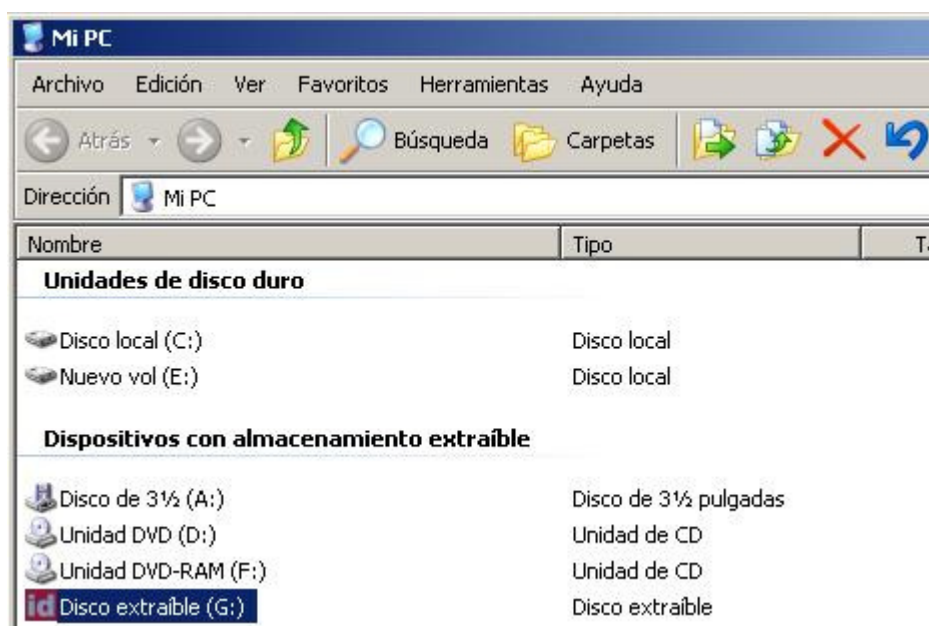 Mi PC
Archivo Edición Ver Favoritos Herramientas Ayuda
Atrás Búsqueda Carpetas
Dirección Mi PC
Nombre Tipo
Unidades de disco duro
Disco local (C:) Disco local
Nuevo vol (E:) Disco local
Dispositivos con almacenamiento extraíble
Disco de 3½ (A:) Disco de 3½ pulgadas
Unidad DVD (D:) Unidad de CD
Unidad DVD-RAM (F:) Unidad de CD
id Disco extraíble (G:) Disco extraíble